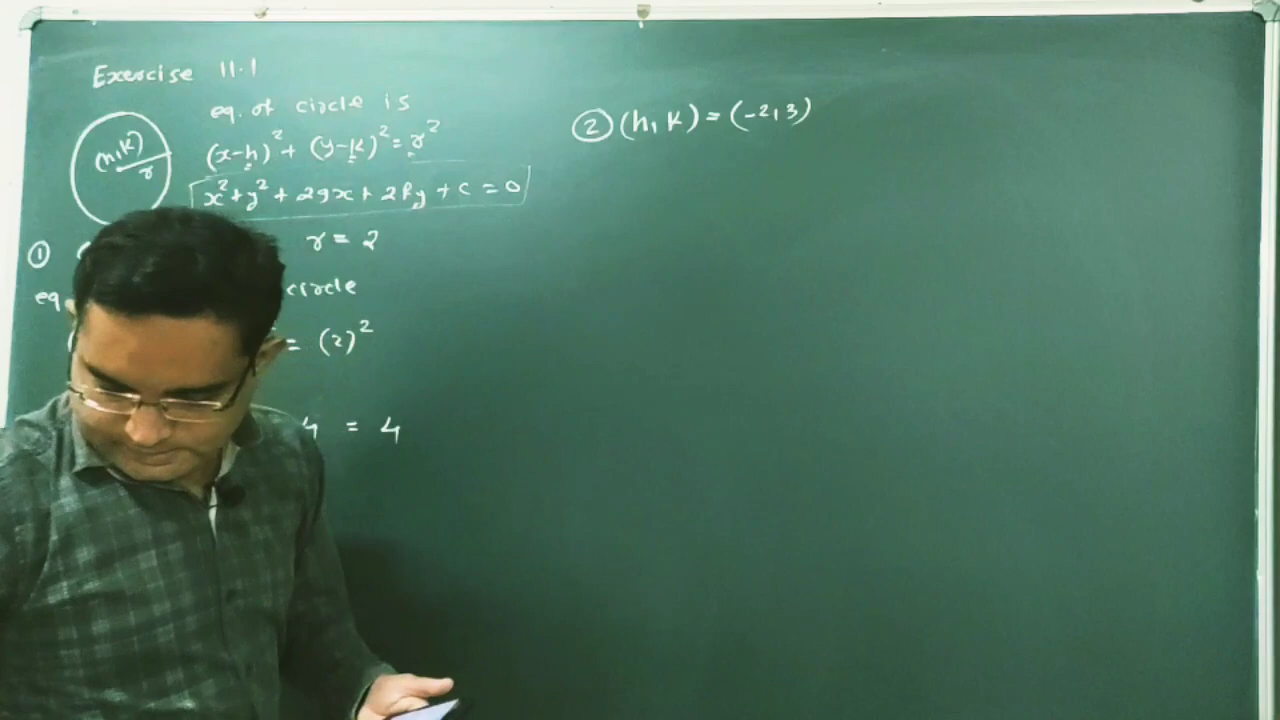 Exercise 11.1
eq. of circle is
(h,k)
r
(x-h)² + (y-k)² = r²
x² + y² + 2gx + 2fy + c = 0
① r = 2
eq. circle
= (2)²
4 = 4
② (h, k) = (-2, 3)